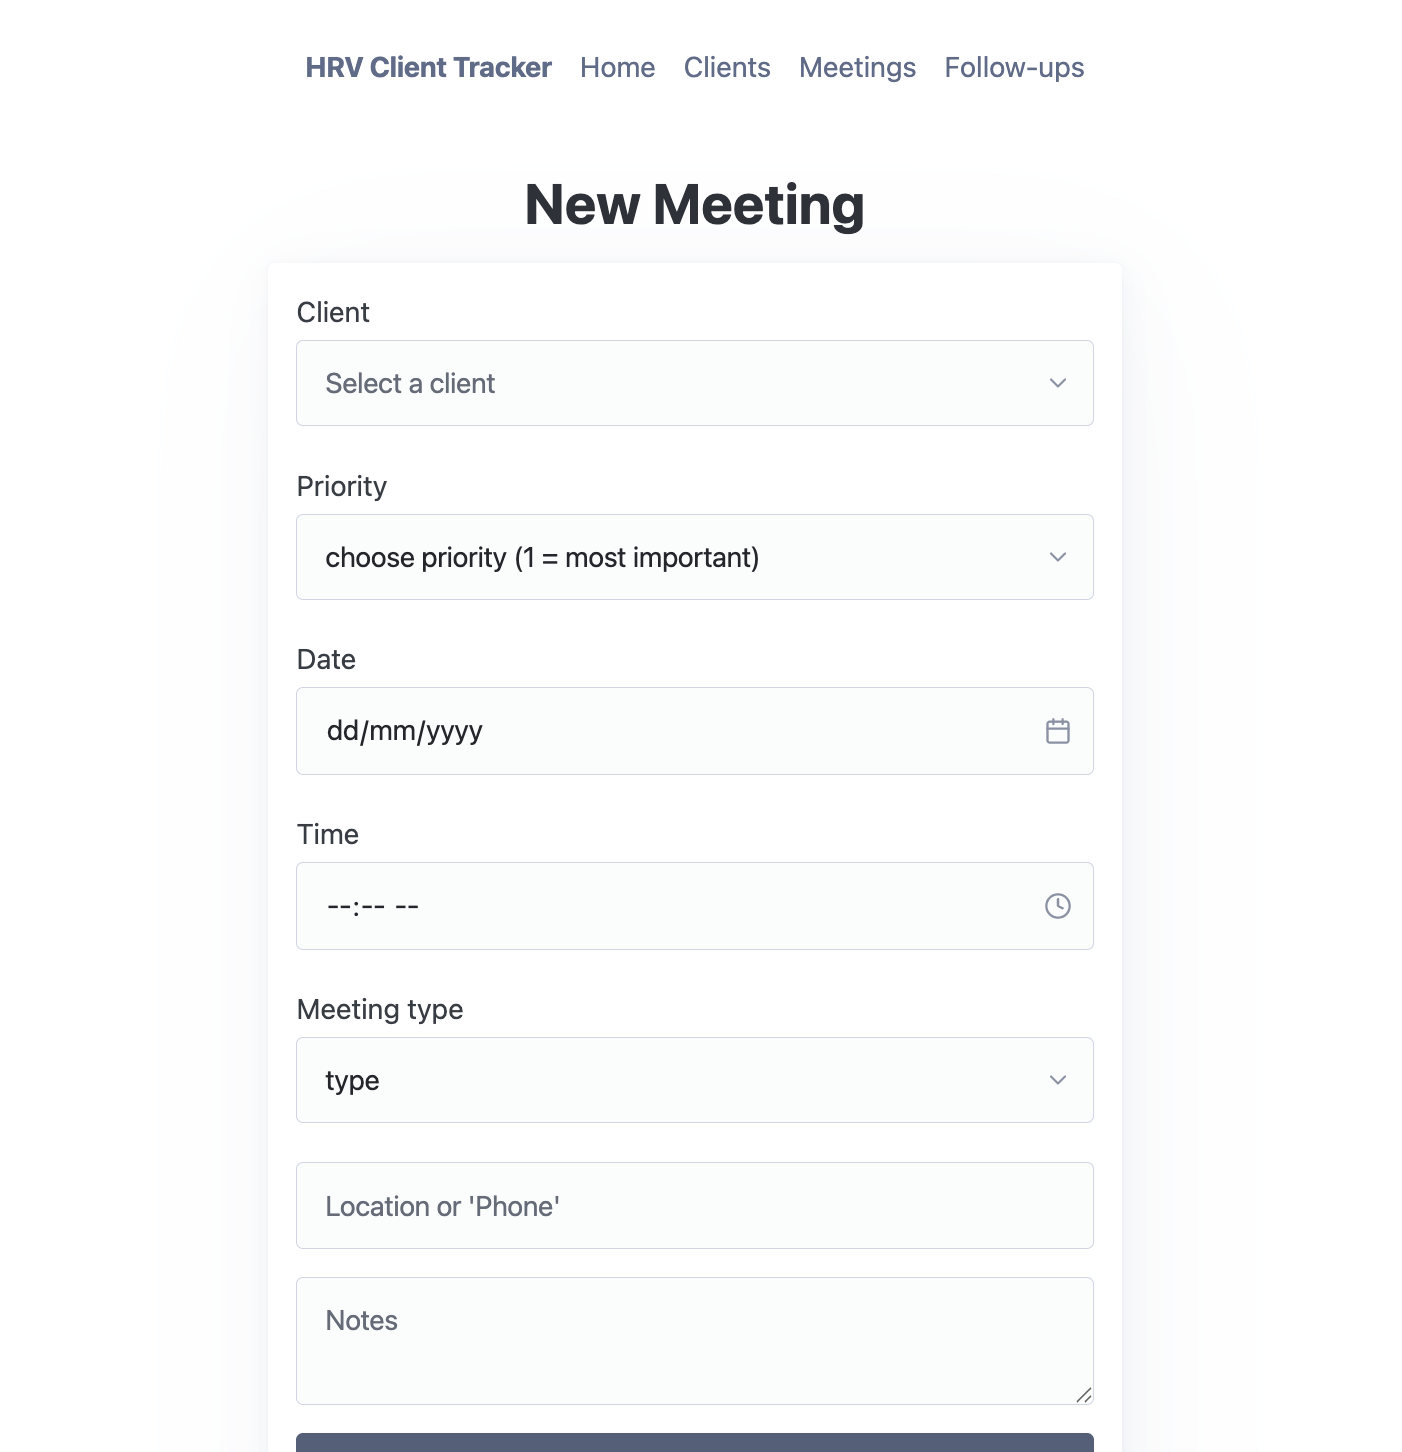 HRV Client Tracker Home Clients Meetings Follow-ups
New Meeting
Client
Select a client
Priority
choose priority (1 = most important)
Date
dd/mm/yyyy
Time
--:-- --
Meeting type
type
Location or 'Phone'
Notes